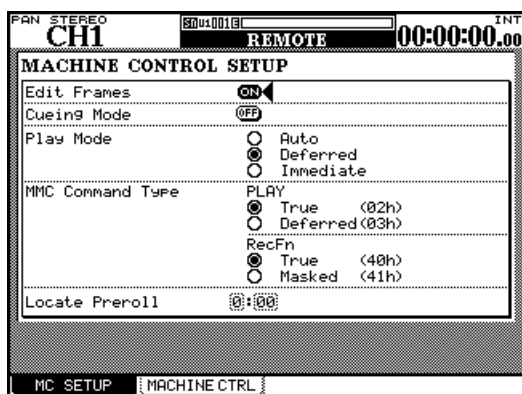 PAN STEREO
CH1
REMOTE
INT
00:00:00.00
MACHINE CONTROL SETUP
Edit Frames ON
Cueing Mode OFF
Play Mode Auto
Deferred
Immediate
MMC Command Type PLAY
True (02h)
Deferred(03h)
RecFn
True (40h)
Masked (41h)
Locate Preroll 0:00
MC SETUP MACHINE CTRL